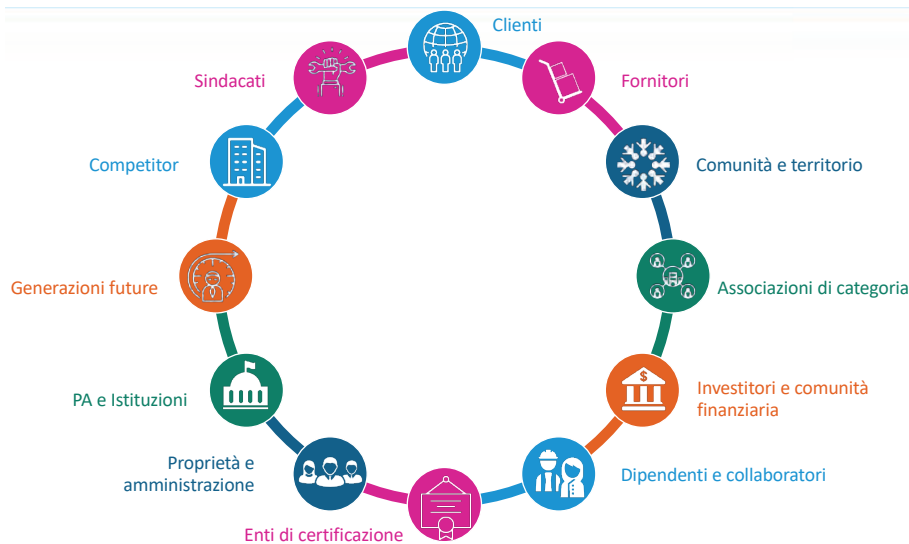 Clienti
Sindacati
Fornitori
Competitor
Comunità e territorio
Generazioni future
Associazioni di categoria
PA e Istituzioni
Investitori e comunità
finanziaria
Proprietà e
amministrazione
Dipendenti e collaboratori
Enti di certificazione
$